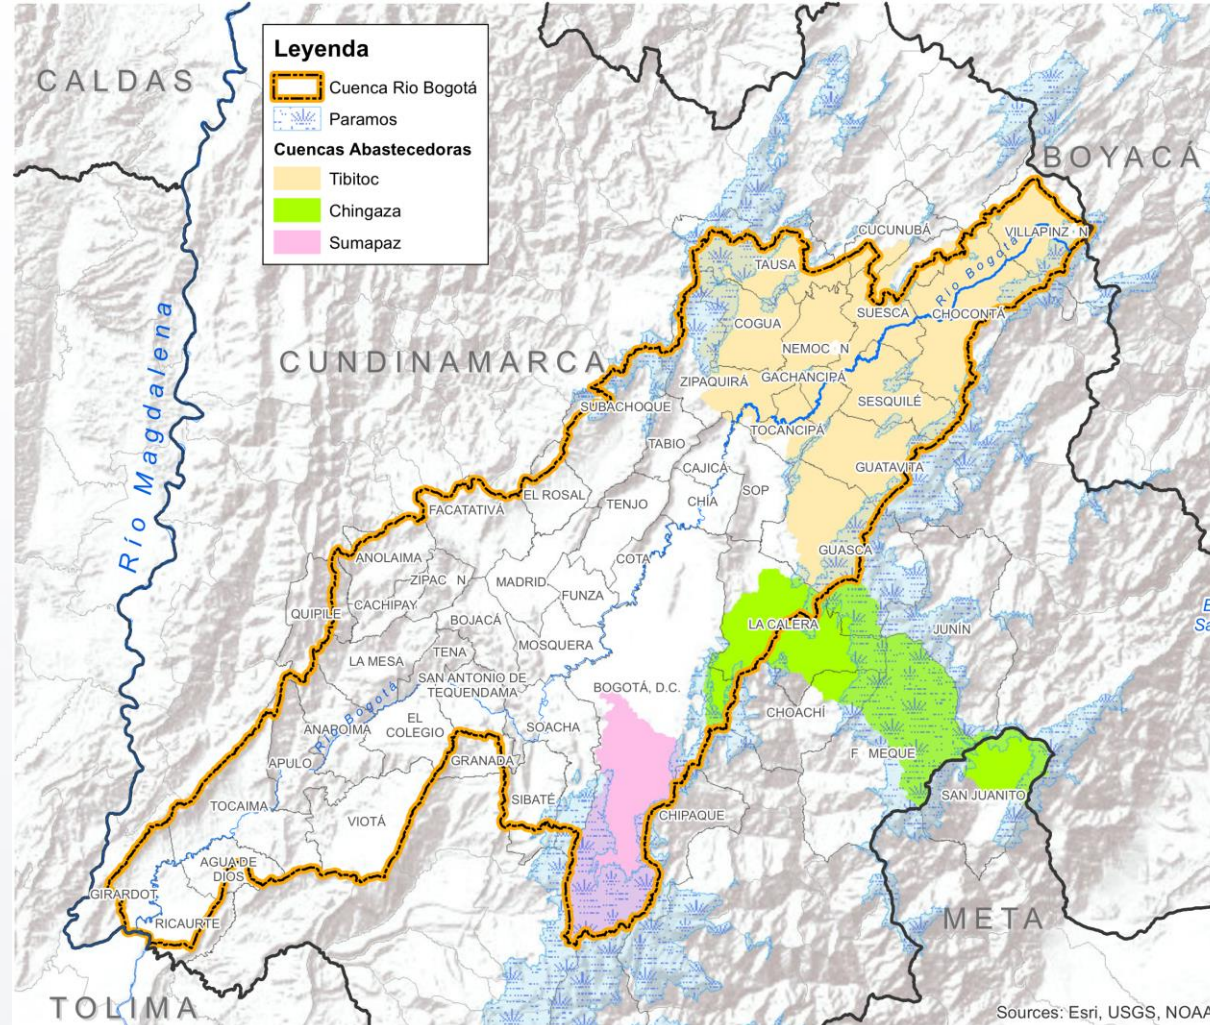 Leyenda
Cuenca Rio Bogotá
Paramos
Cuencas Abastecedoras
Tibitoc
Chingaza
Sumapaz
CALDAS
BOYACÁ
CUNDINAMARCA
Río Magdalena
META
TOLIMA
CUCUNUBÁ
VILLAPINZ N
TAUSA
Río Bogotá
SUESCA
CHOCONTÁ
COGUA
NEMOC N
ZIPAQUIRÁ
GACHANCIPÁ
SESQUILÉ
SUBACHOQUE
TOCANCIPÁ
TABIO
CAJICÁ
GUATAVITA
EL ROSAL
TENJO
CHÍA
SOP
FACATATIVÁ
GUASCA
ANOLAIMA
COTA
ZIPAC N
MADRID
FUNZA
QUIPILE
CACHIPAY
BOJACÁ
LA CALERA
JUNÍN
MOSQUERA
TENA
LA MESA
SAN ANTONIO DE
TEQUENDAMA
BOGOTÁ, D.C.
Río Bogotá
CHOACHÍ
ANAPOIMA
EL
COLEGIO
SOACHA
F MEQUE
APULO
GRANADA
SAN JUANITO
SIBATÉ
TOCAIMA
VIOTÁ
CHIPAQUE
AGUA DE
DIOS
GIRARDOT
RICAURTE
Sources: Esri, USGS, NOAA